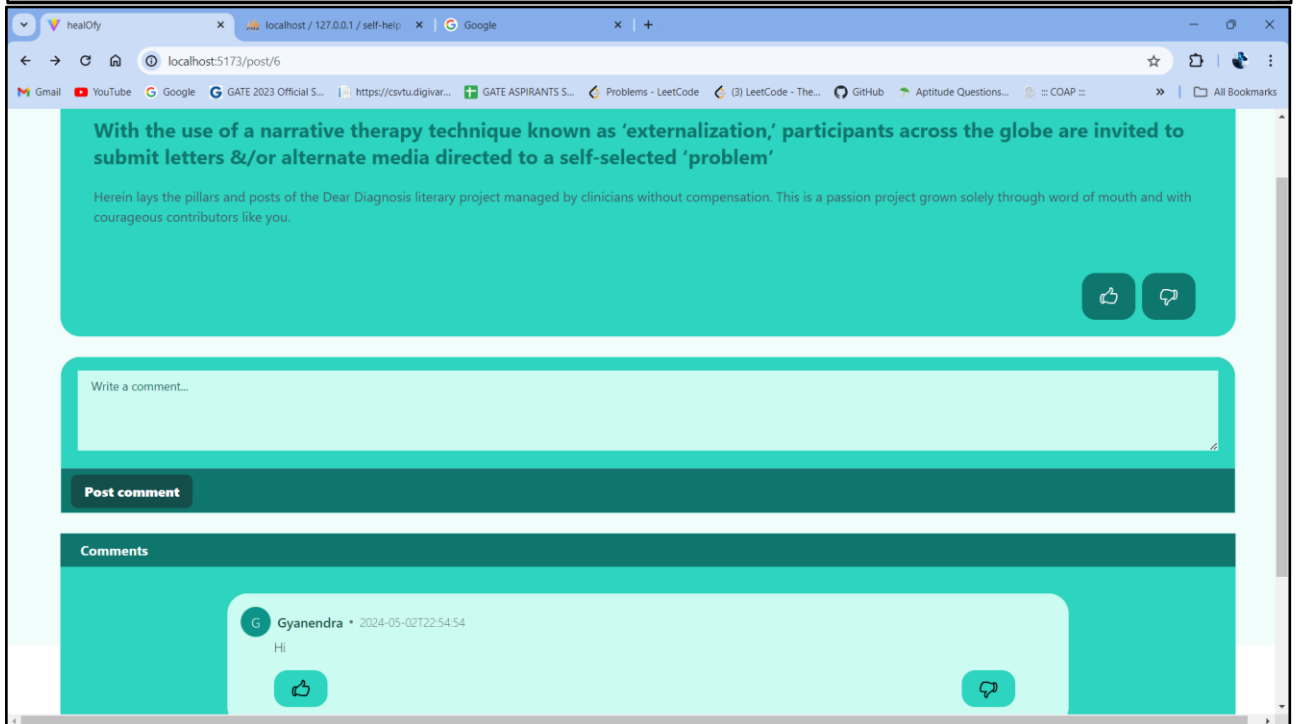 healOfy
localhost / 127.0.0.1 / self-help
Google
localhost:5173/post/6
Gmail YouTube Google GATE 2023 Official S... https://csvtu.digivar... GATE ASPIRANTS S... Problems - LeetCode (3) LeetCode - The... GitHub Aptitude Questions... ::: COAP ::: » All Bookmarks
With the use of a narrative therapy technique known as ‘externalization,’ participants across the globe are invited to
submit letters &/or alternate media directed to a self-selected ‘problem’
Herein lays the pillars and posts of the Dear Diagnosis literary project managed by clinicians without compensation. This is a passion project grown solely through word of mouth and with
courageous contributors like you.
Write a comment...
Post comment
Comments
G Gyanendra • 2024-05-02T22:54:54
Hi